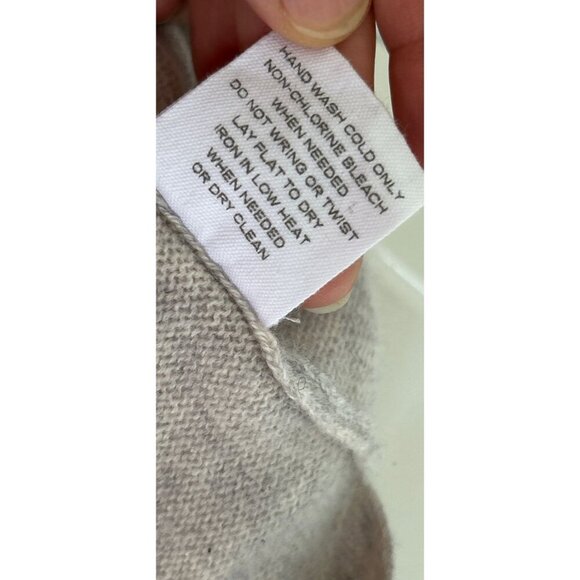 HAND WASH COLD ONLY
NON-CHLORINE BLEACH
WHEN NEEDED
DO NOT WRING OR TWIST
LAY FLAT TO DRY
IRON IN LOW HEAT
WHEN NEEDED
OR DRY CLEAN